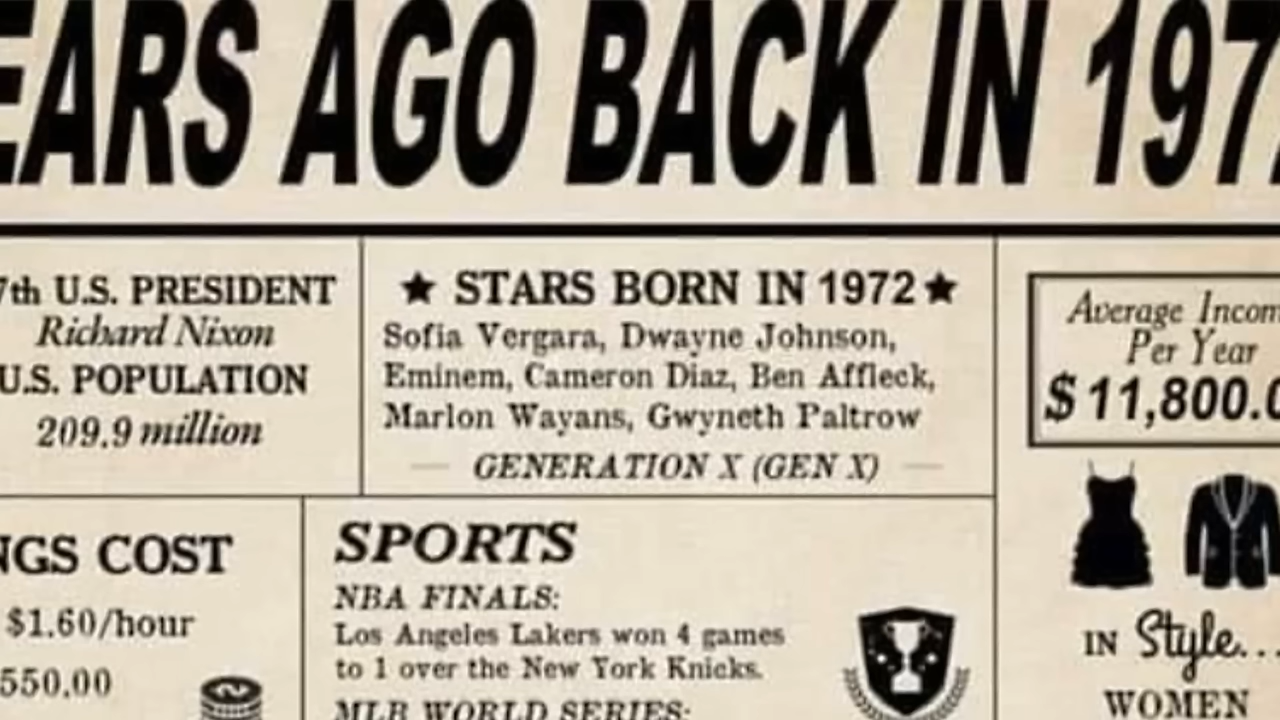 EARS AGO BACK IN 197
7th U.S. PRESIDENT
Richard Nixon
U.S. POPULATION
209.9 million
★ STARS BORN IN 1972 ★
Sofia Vergara, Dwayne Johnson,
Eminem, Cameron Diaz, Ben Affleck,
Marlon Wayans, Gwyneth Paltrow
— GENERATION X (GEN X) —
Average Incom
Per Year
$11,800.0
NGS COST
$1.60/hour
550.00
SPORTS
NBA FINALS:
Los Angeles Lakers won 4 games
to 1 over the New York Knicks.
MLB WORLD SERIES:
IN Style...
WOMEN